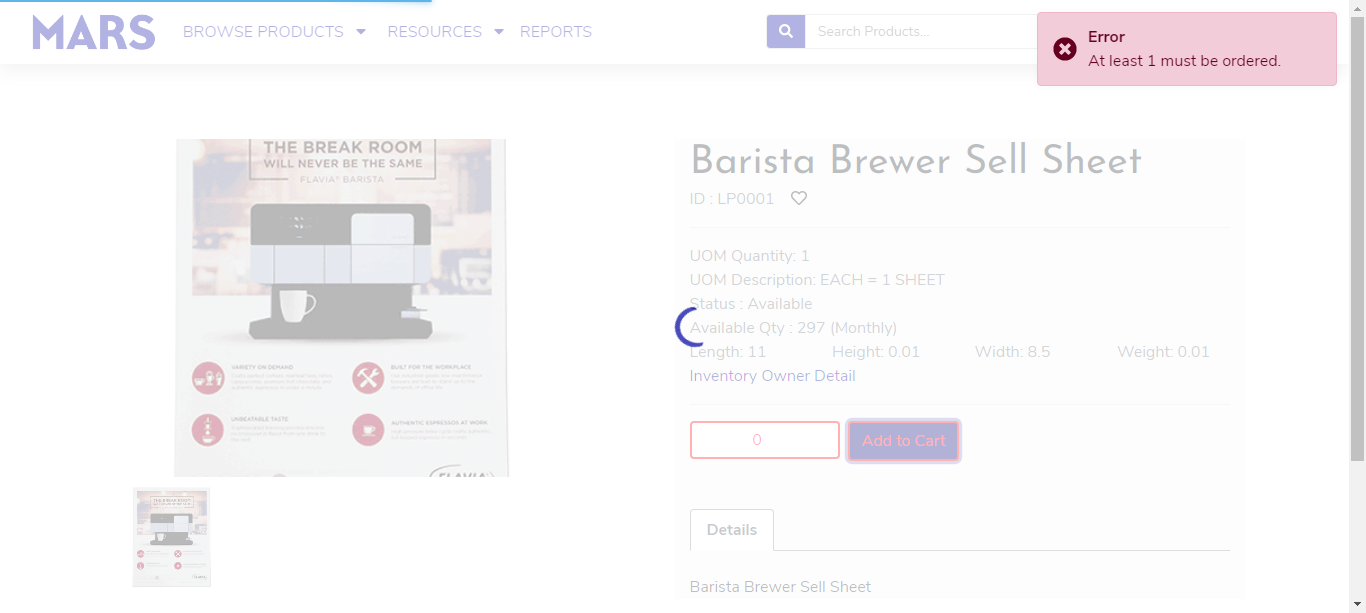 MARS
BROWSE PRODUCTS
RESOURCES
REPORTS
Search Products...
Error
At least 1 must be ordered.
THE BREAK ROOM
WILL NEVER BE THE SAME
FLAVIA® BARISTA
VARIETY ON DEMAND
BUILT FOR THE WORKPLACE
UNBEATABLE TASTE
AUTHENTIC ESPRESSOS AT WORK
FLAVIA®
Barista Brewer Sell Sheet
ID : LP0001
UOM Quantity: 1
UOM Description: EACH = 1 SHEET
Status : Available
Available Qty : 297 (Monthly)
Length: 11 Height: 0.01 Width: 8.5 Weight: 0.01
Inventory Owner Detail
0 Add to Cart
Details
Barista Brewer Sell Sheet